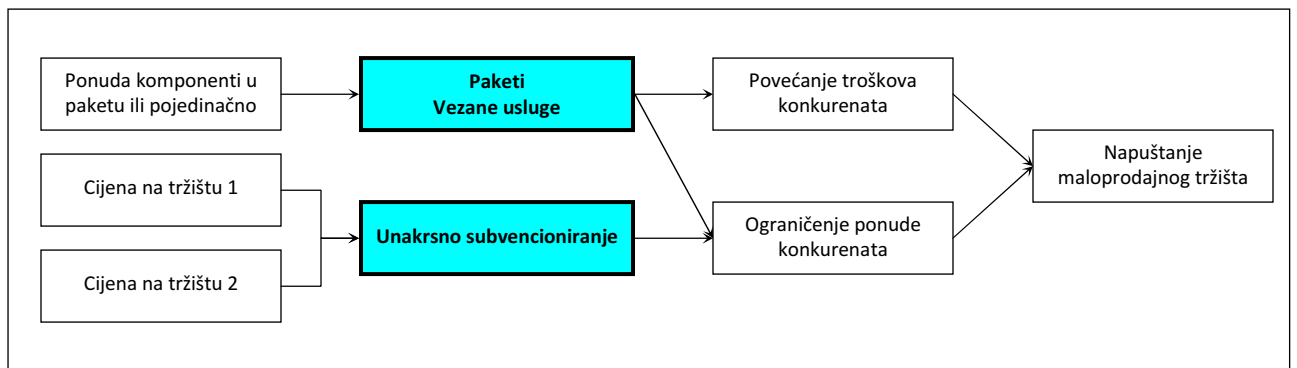 Ponuda komponenti u
paketu ili pojedinačno
Paketi
Vezane usluge
Povećanje troškova
konkurenata
Napuštanje
maloprodajnog tržišta
Cijena na tržištu 1
Unakrsno subvencioniranje
Ograničenje ponude
konkurenata
Cijena na tržištu 2